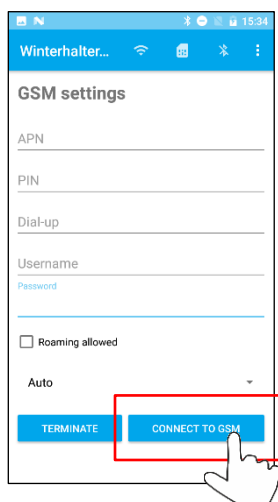 15:34
Winterhalter...
GSM settings
APN
PIN
Dial-up
Username
Password
Roaming allowed
Auto
TERMINATE CONNECT TO GSM